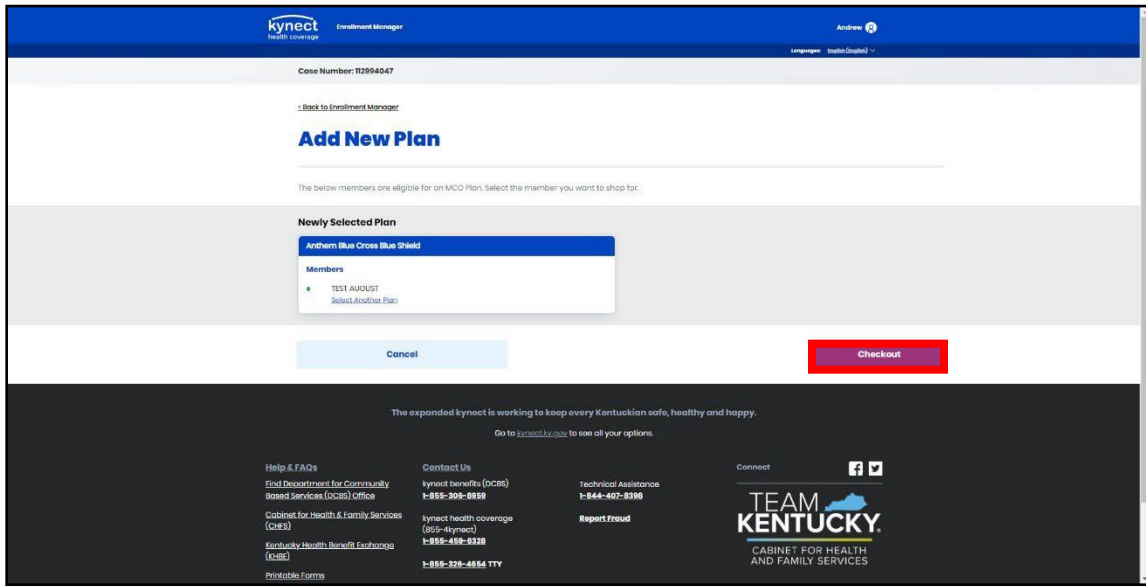 kynect
health coverage
Enrollment Manager
Andrew
Languages: English (English)
Case Number: 112994047
< Back to Enrollment Manager
Add New Plan
The below members are eligible for an MCO Plan. Select the member you want to shop for.
Newly Selected Plan
Anthem Blue Cross Blue Shield
Members
TEST AUGUST
Select Another Plan
Cancel
Checkout
The expanded kynect is working to keep every Kentuckian safe, healthy and happy.
Go to kynect.ky.gov to see all your options.
Help & FAQs
Find Department for Community
Based Services (DCBS) Office
Cabinet for Health & Family Services
(CHFS)
Kentucky Health Benefit Exchange
(KHBE)
Printable Forms
Contact Us
kynect benefits (DCBS)
1-855-306-8959
kynect health coverage
(855-4kynect)
1-855-459-6328
1-855-326-4654 TTY
Technical Assistance
1-844-407-8398
Report Fraud
Connect
TEAM
KENTUCKY
CABINET FOR HEALTH
AND FAMILY SERVICES